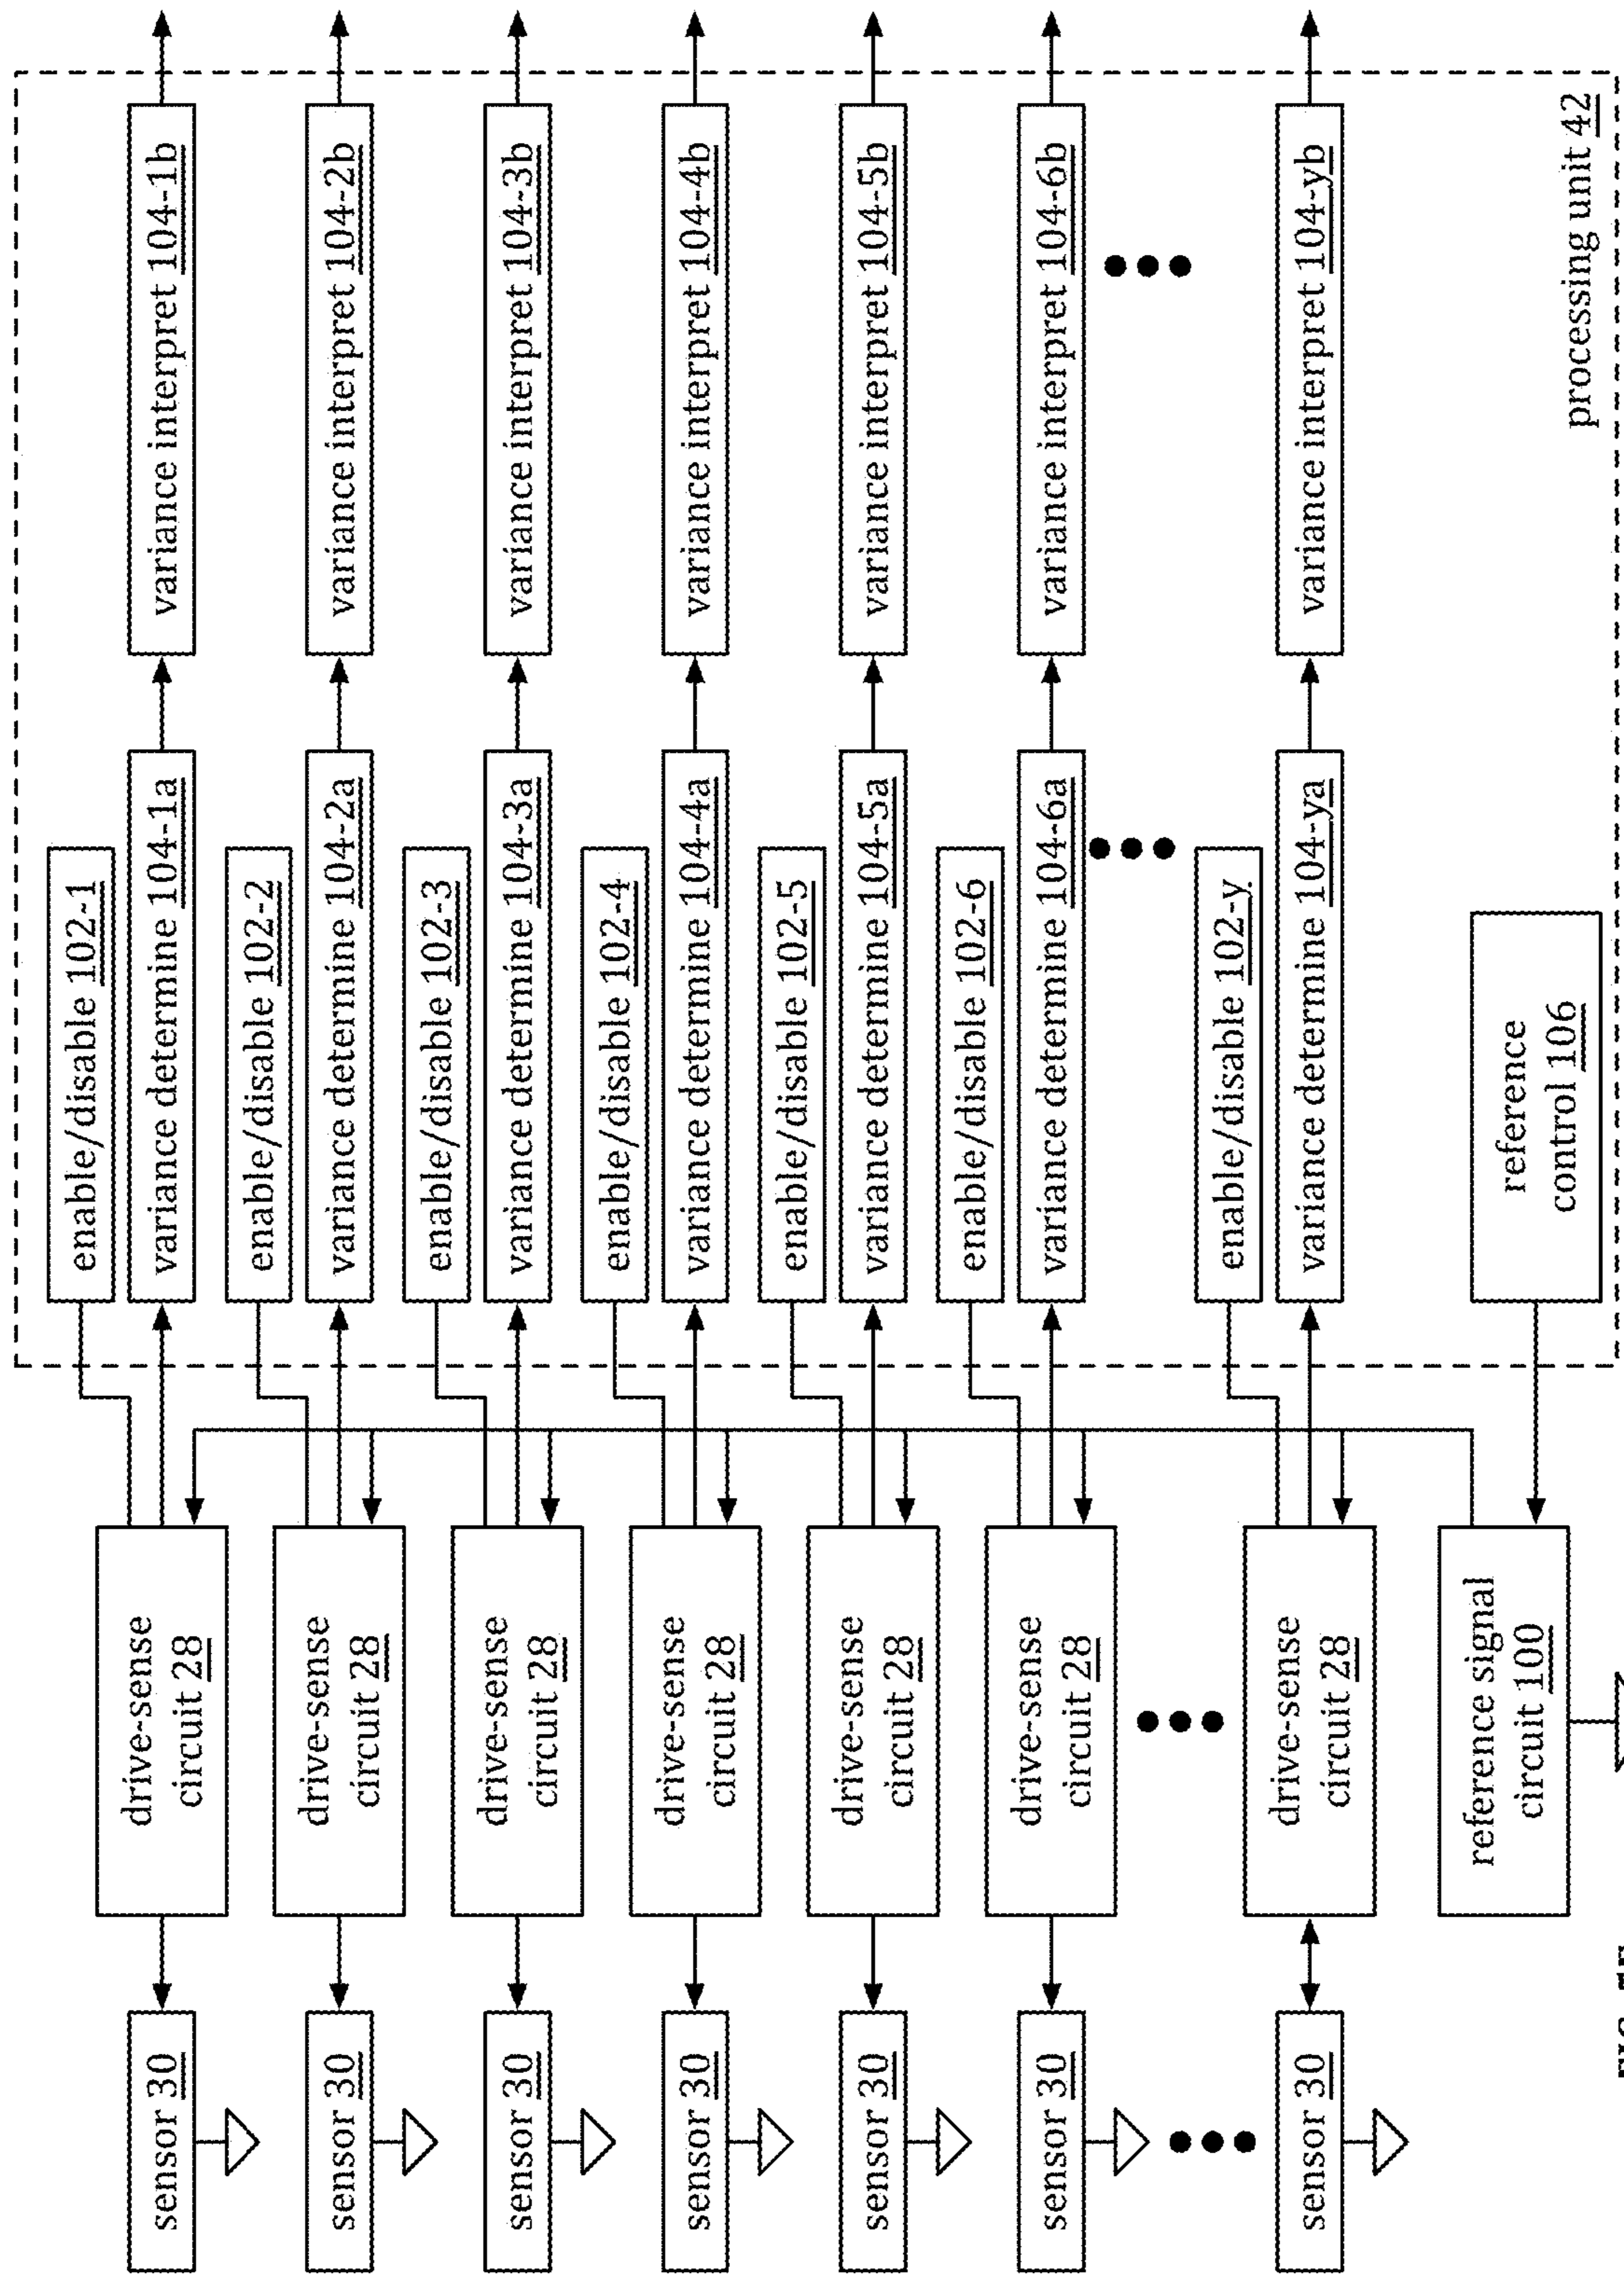 enable/disable 102-1
sensor 30
drive-sense
circuit 28
variance determine 104-1a
variance interpret 104-1b
enable/disable 102-2
sensor 30
drive-sense
circuit 28
variance determine 104-2a
variance interpret 104-2b
enable/disable 102-3
sensor 30
drive-sense
circuit 28
variance determine 104-3a
variance interpret 104-3b
enable/disable 102-4
sensor 30
drive-sense
circuit 28
variance determine 104-4a
variance interpret 104-4b
enable/disable 102-5
sensor 30
drive-sense
circuit 28
variance determine 104-5a
variance interpret 104-5b
enable/disable 102-6
sensor 30
drive-sense
circuit 28
variance determine 104-6a
variance interpret 104-6b
enable/disable 102-y
sensor 30
drive-sense
circuit 28
variance determine 104-ya
variance interpret 104-yb
reference signal
circuit 100
reference
control 106
processing unit 42